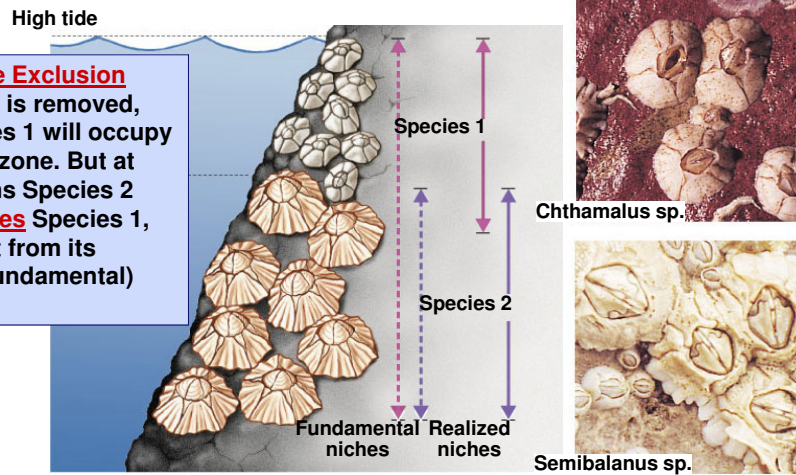 High tide
e Exclusion
is removed,
es 1 will occupy
zone. But at
ns Species 2
es Species 1,
t from its
undamental)
Species 1
Species 2
Fundamental Realized
niches niches
Chthamalus sp.
Semibalanus sp.